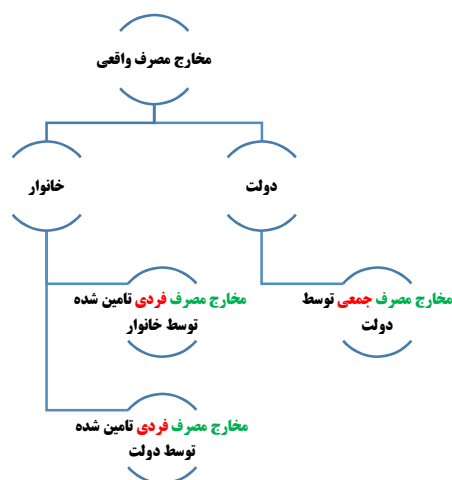 مخارج مصرف واقعی
دولت
خانوار
مخارج مصرف جمعی توسط
دولت
مخارج مصرف فردی تامین شده
توسط خانوار
مخارج مصرف فردی تامین شده
توسط دولت